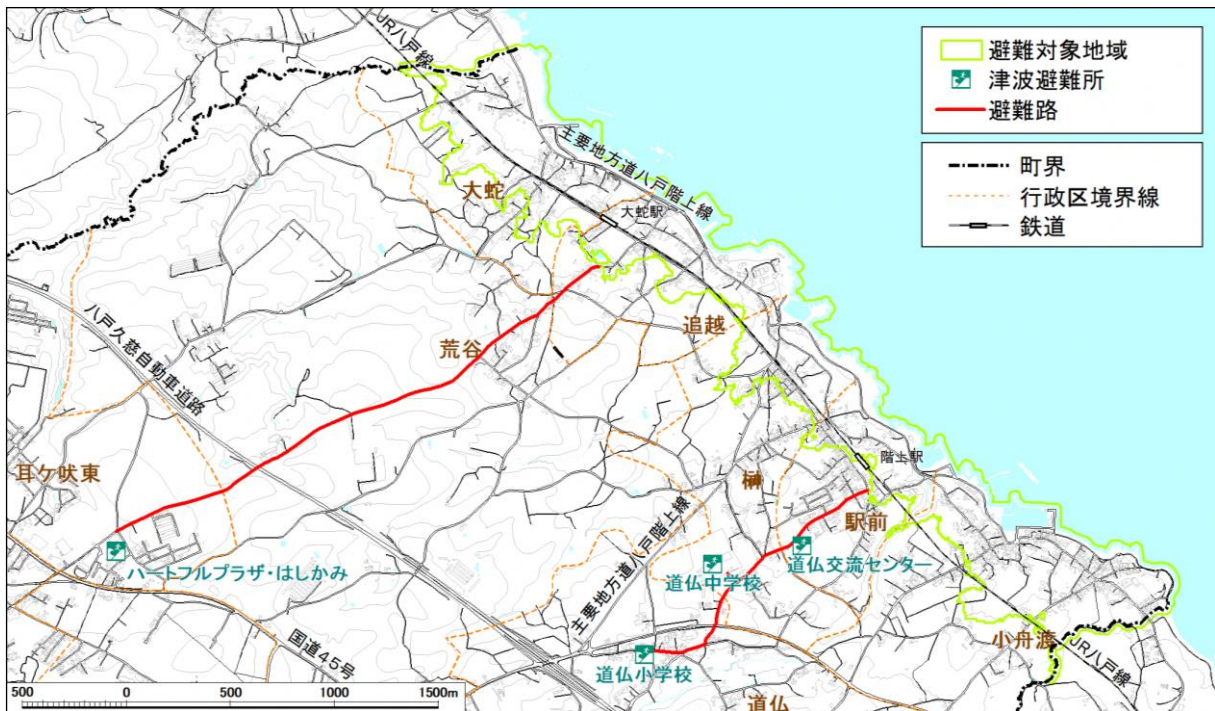 避難対象地域
津波避難所
避難路
町界
行政区境界線
鉄道
JR八戸線
主要地方道八戸階上線
大蛇
大蛇駅
追越
八戸久慈自動車道路
荒谷
耳ケ吠東
階上駅
榊
駅前
主要地方道八戸階上線
道仏交流センター
道仏中学校
ハートフルプラザ・はしかみ
国道45号
道仏小学校
小舟渡
JR八戸線
道仏
500 0 500 1000 1500m